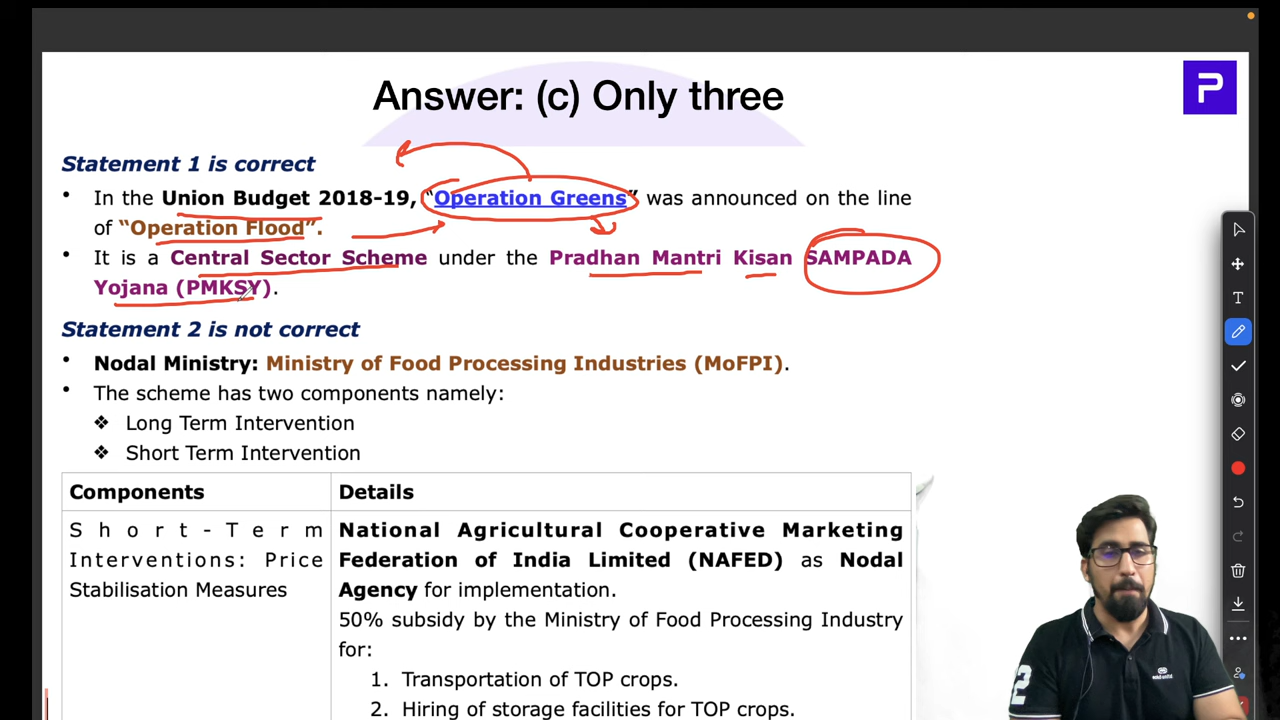 Answer: (c) Only three
P
Statement 1 is correct
• In the Union Budget 2018-19, “Operation Greens” was announced on the line
of “Operation Flood”.
• It is a Central Sector Scheme under the Pradhan Mantri Kisan SAMPADA
Yojana (PMKSY).
Statement 2 is not correct
• Nodal Ministry: Ministry of Food Processing Industries (MoFPI).
• The scheme has two components namely:
❖ Long Term Intervention
❖ Short Term Intervention
Components
Details
Short-Term
Interventions: Price
Stabilisation Measures
National Agricultural Cooperative Marketing
Federation of India Limited (NAFED) as Nodal
Agency for implementation.
50% subsidy by the Ministry of Food Processing Industry
for:
1. Transportation of TOP crops.
2. Hiring of storage facilities for TOP crops.